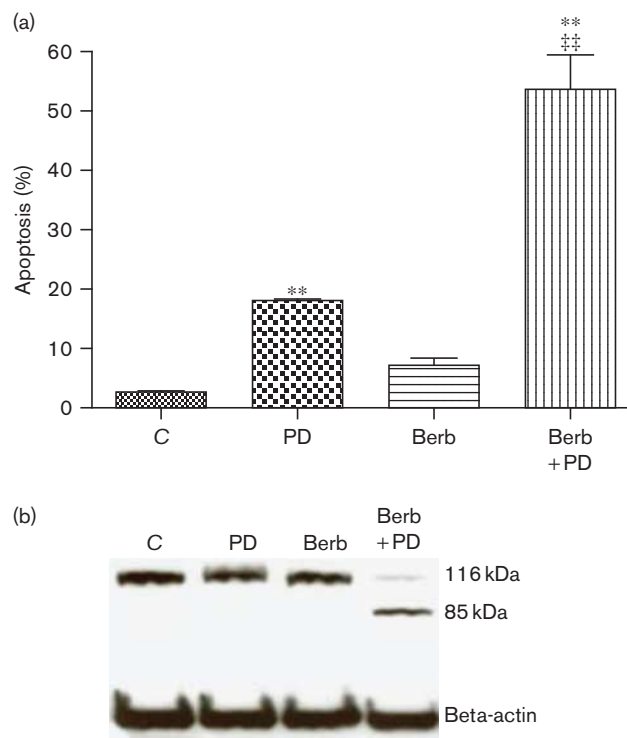 (a)
**
‡‡
60
50
40
30
20
10
0
Apoptosis (%)
**
C
PD
Berb
Berb
+PD
(b)
C
PD
Berb
Berb
+PD
116 kDa
85 kDa
Beta-actin